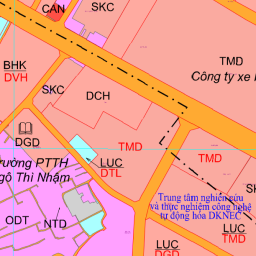 CAN
SKC
TMD
Công ty xe
BHK
DVH
SKC
DCH
DGD
TMD
TMD
rường PTTH
gô Thì Nhậm
LUC
DTL
Trung tâm nghiên cứu
và thực nghiệm công nghệ
tự động hóa DKNEC
ODT
NTD
LUC
TMD
LUC
DGD